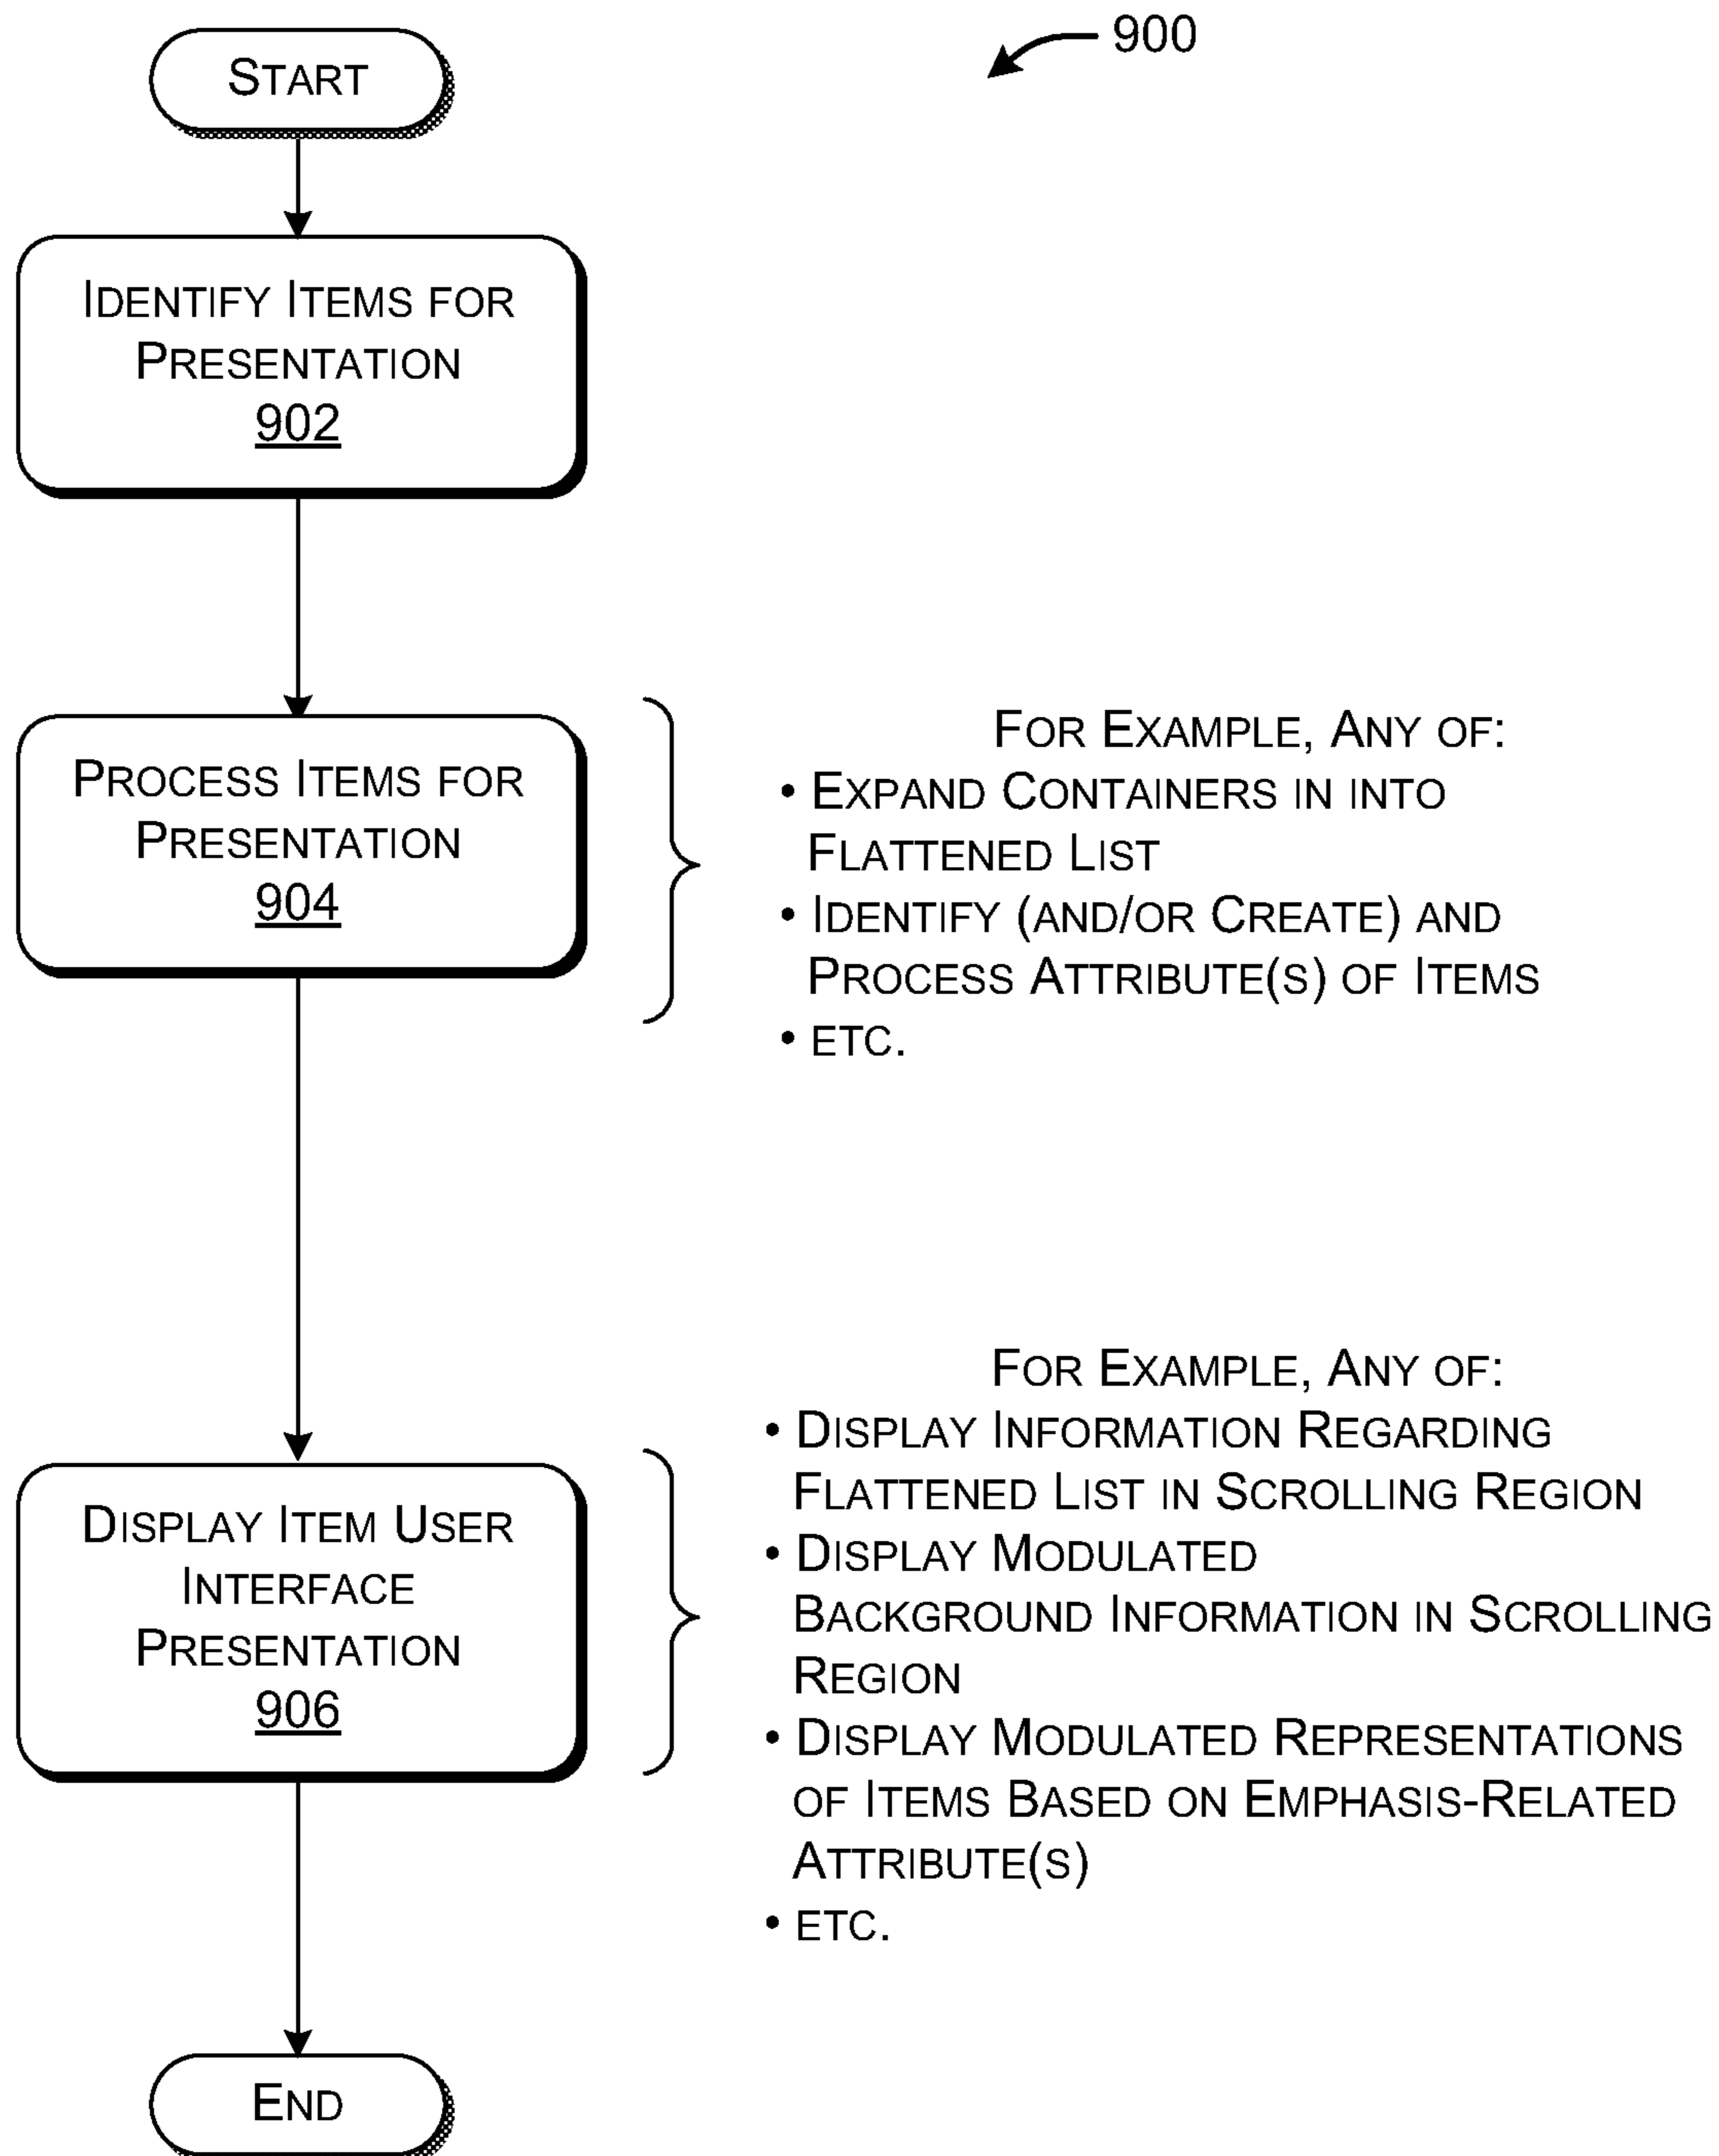 900
START
IDENTIFY ITEMS FOR
PRESENTATION
902
PROCESS ITEMS FOR
PRESENTATION
904
FOR EXAMPLE, ANY OF:
• EXPAND CONTAINERS IN INTO
FLATTENED LIST
• IDENTIFY (AND/OR CREATE) AND
PROCESS ATTRIBUTE(S) OF ITEMS
• ETC.
DISPLAY ITEM USER
INTERFACE
PRESENTATION
906
FOR EXAMPLE, ANY OF:
• DISPLAY INFORMATION REGARDING
FLATTENED LIST IN SCROLLING REGION
• DISPLAY MODULATED
BACKGROUND INFORMATION IN SCROLLING
REGION
• DISPLAY MODULATED REPRESENTATIONS
OF ITEMS BASED ON EMPHASIS-RELATED
ATTRIBUTE(S)
• ETC.
END